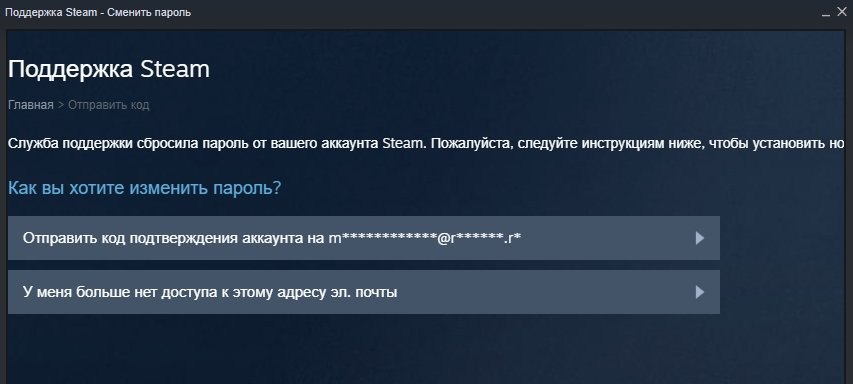 Поддержка Steam - Сменить пароль
Поддержка Steam
Главная > Отправить код
Служба поддержки сбросила пароль от вашего аккаунта Steam. Пожалуйста, следуйте инструкциям ниже, чтобы установить но
Как вы хотите изменить пароль?
Отправить код подтверждения аккаунта на m************@r******.r*
У меня больше нет доступа к этому адресу эл. почты